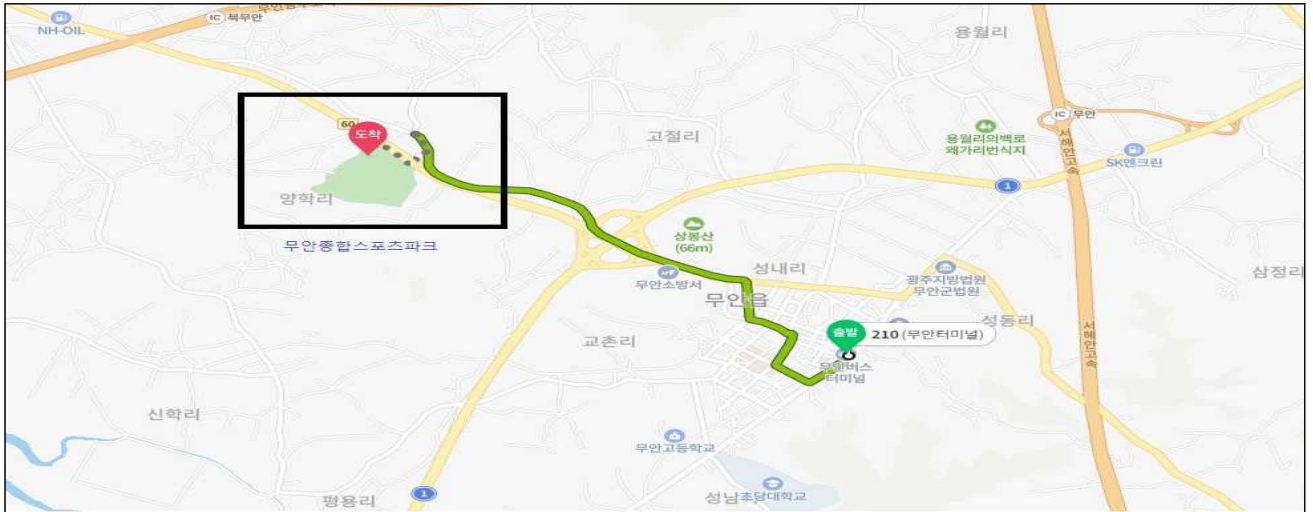 IC 북무안
NH-OIL
용월리
60
도착
고절리
IC 무안
용월리의백로
왜가리번식지
서해안고속
SK엔크린
1
양학리
무안종합스포츠파크
상봉산
(66m)
성내리
무안소방서
광주지방법원
무안군법원
삼정리
무안읍
성동리
출발
210 (무안터미널)
교촌리
무안버스
터미널
서해안고속
신학리
무안고등학교
1
평용리
성남
초당대학교